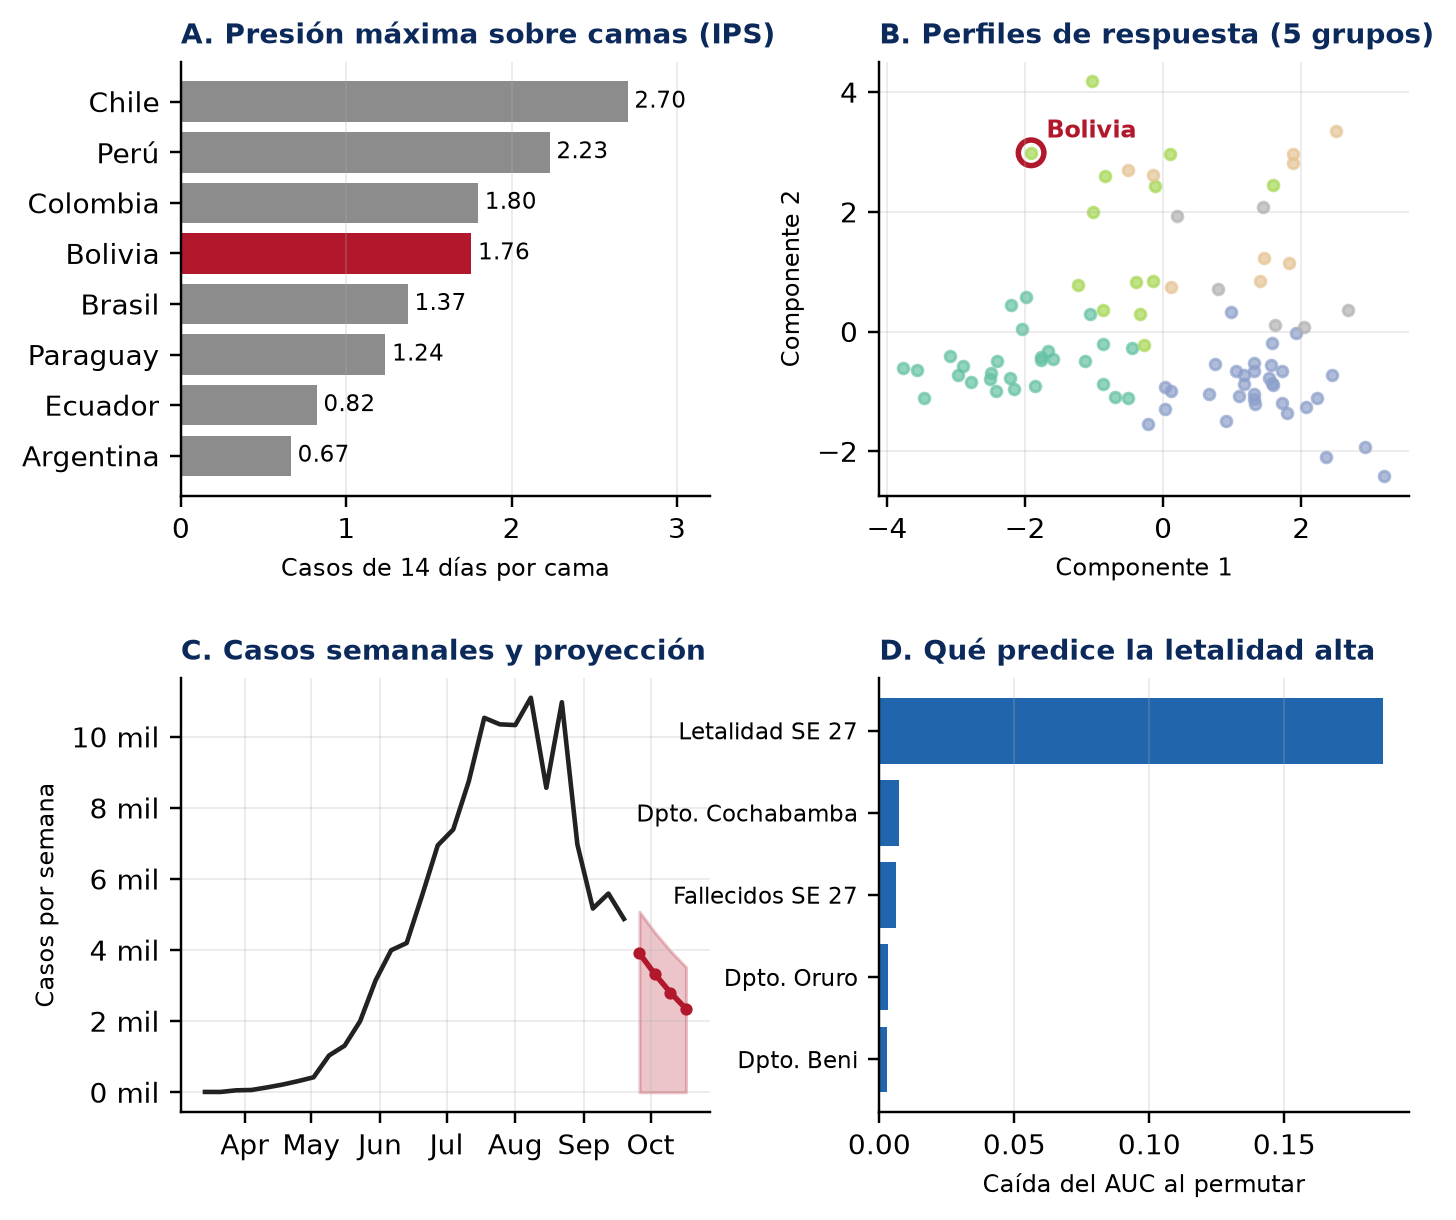 A. Presión máxima sobre camas (IPS)
Chile
2.70
Perú
2.23
Colombia
1.80
Bolivia
1.76
Brasil
1.37
Paraguay
1.24
Ecuador
0.82
Argentina
0.67
0 1 2 3
Casos de 14 días por cama
B. Perfiles de respuesta (5 grupos)
Componente 2
4
2
0
−2
Bolivia
−4 −2 0 2
Componente 1
C. Casos semanales y proyección
Casos por semana
10 mil
8 mil
6 mil
4 mil
2 mil
0 mil
Apr May Jun Jul Aug Sep Oct
D. Qué predice la letalidad alta
Letalidad SE 27
Dpto. Cochabamba
Fallecidos SE 27
Dpto. Oruro
Dpto. Beni
0.00 0.05 0.10 0.15
Caída del AUC al permutar